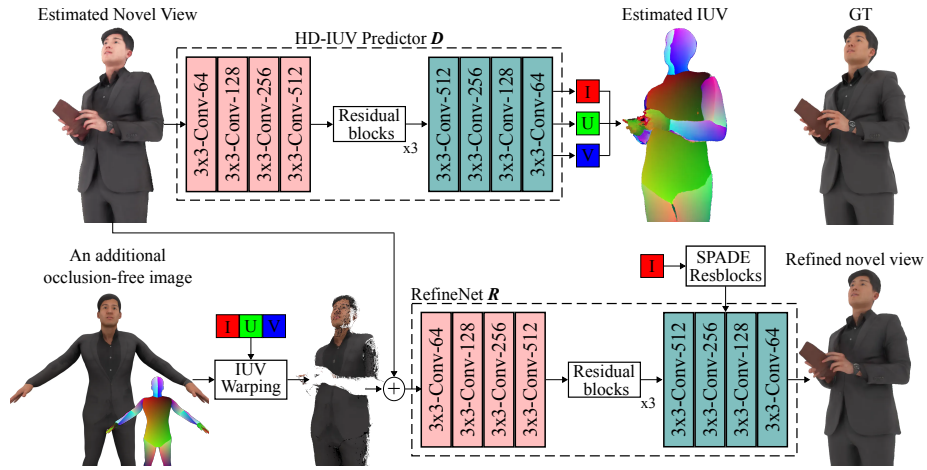 Estimated Novel View
HD-IUV Predictor D
Estimated IUV
GT
3x3-Conv-64
3x3-Conv-128
3x3-Conv-256
3x3-Conv-512
Residual
blocks
x3
3x3-Conv-512
3x3-Conv-256
3x3-Conv-128
3x3-Conv-64
I
U
V
An additional
occlusion-free image
I U V
IUV
Warping
+
RefineNet R
3x3-Conv-64
3x3-Conv-128
3x3-Conv-256
3x3-Conv-512
Residual
blocks
x3
I
SPADE
Resblocks
3x3-Conv-512
3x3-Conv-256
3x3-Conv-128
3x3-Conv-64
Refined novel view